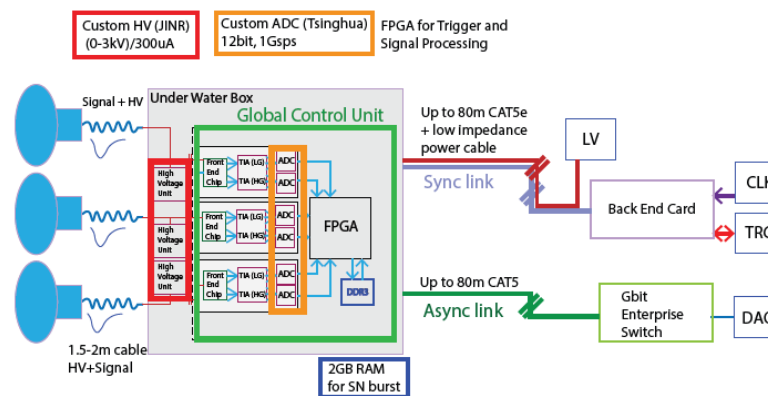 Custom HV (JINR)
(0-3kV)/300uA
Custom ADC (Tsinghua)
12bit, 1Gsps
FPGA for Trigger and
Signal Processing
Signal + HV
Under Water Box
Global Control Unit
High
Voltage
Unit
Front
End
Chip
TIA (LG)
TIA (HG)
ADC
ADC
High
Voltage
Unit
Front
End
Chip
TIA (LG)
TIA (HG)
ADC
ADC
High
Voltage
Unit
Front
End
Chip
TIA (LG)
TIA (HG)
ADC
ADC
FPGA
DDR3
Up to 80m CAT5e
+ low impedance
power cable
Sync link
LV
Back End Card
CLK
TRG
Up to 80m CAT5
Async link
Gbit
Enterprise
Switch
DAQ
1.5-2m cable
HV+Signal
2GB RAM
for SN burst